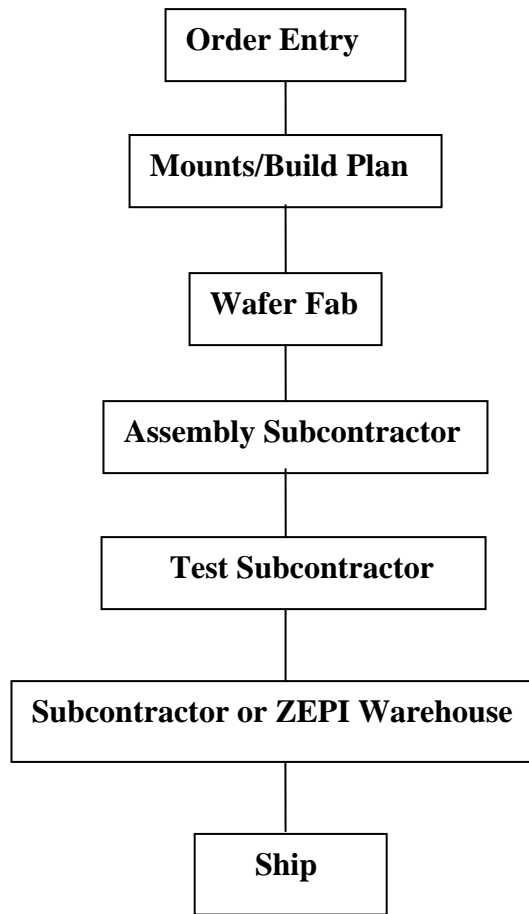 Order Entry
Mounts/Build Plan
Wafer Fab
Assembly Subcontractor
Test Subcontractor
Subcontractor or ZEPI Warehouse
Ship